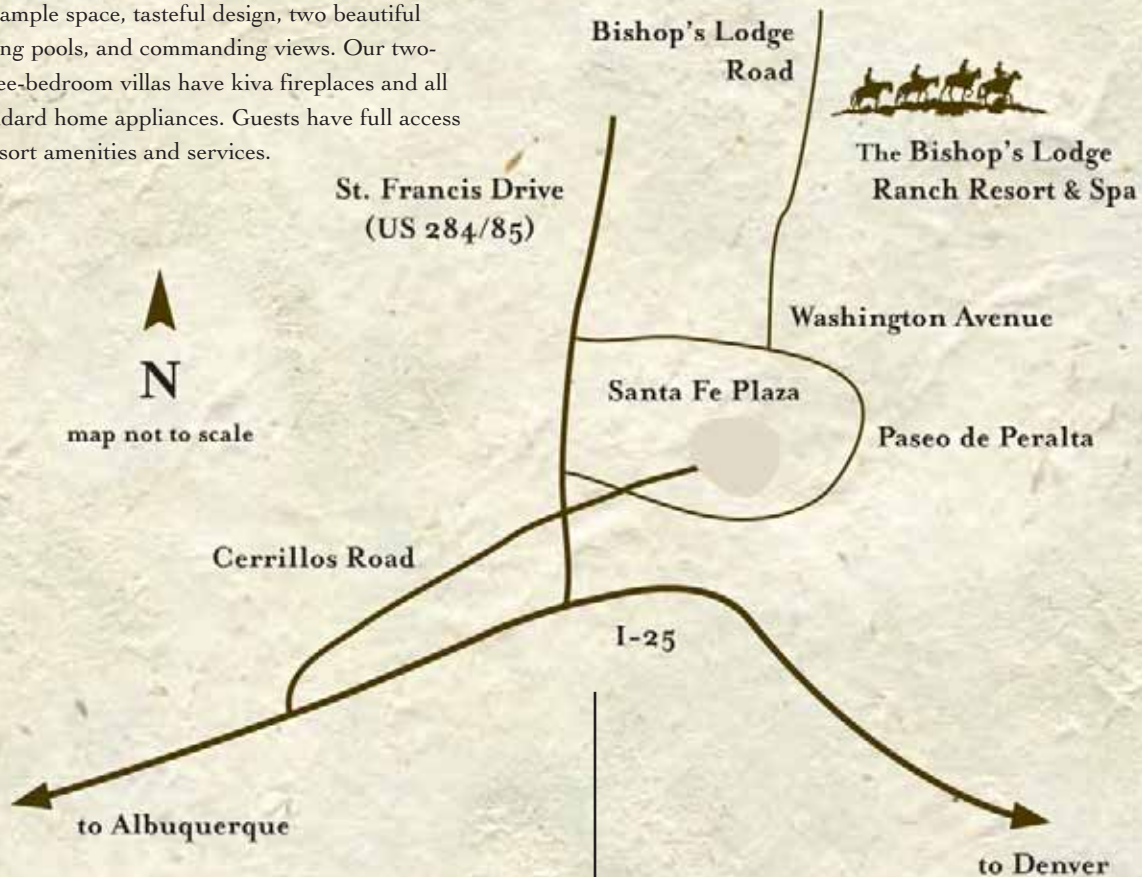 ample space, tasteful design, two beautiful
ng pools, and commanding views. Our two-
ee-bedroom villas have kiva fireplaces and all
dard home appliances. Guests have full access
sort amenities and services.
Bishop's Lodge
Road
The Bishop's Lodge
Ranch Resort & Spa
St. Francis Drive
(US 284/85)
Washington Avenue
N
map not to scale
Santa Fe Plaza
Paseo de Peralta
Cerrillos Road
I-25
to Albuquerque
to Denver